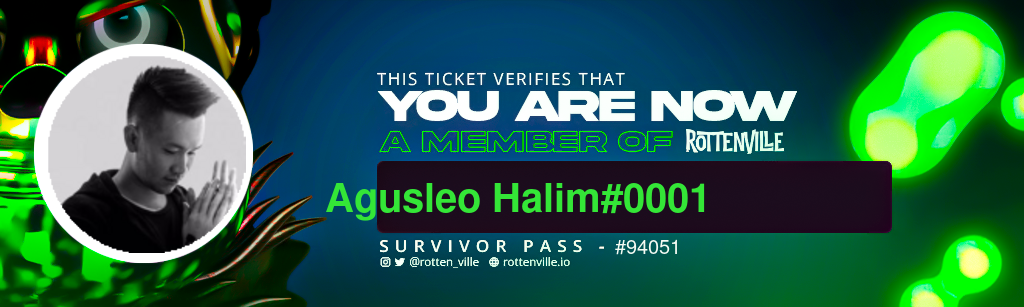 THIS TICKET VERIFIES THAT
YOU ARE NOW
A MEMBER OF ROTTENVILLE
Agusleo Halim#0001
SURVIVOR PASS - #94051
@rotten_ville rottenville.io